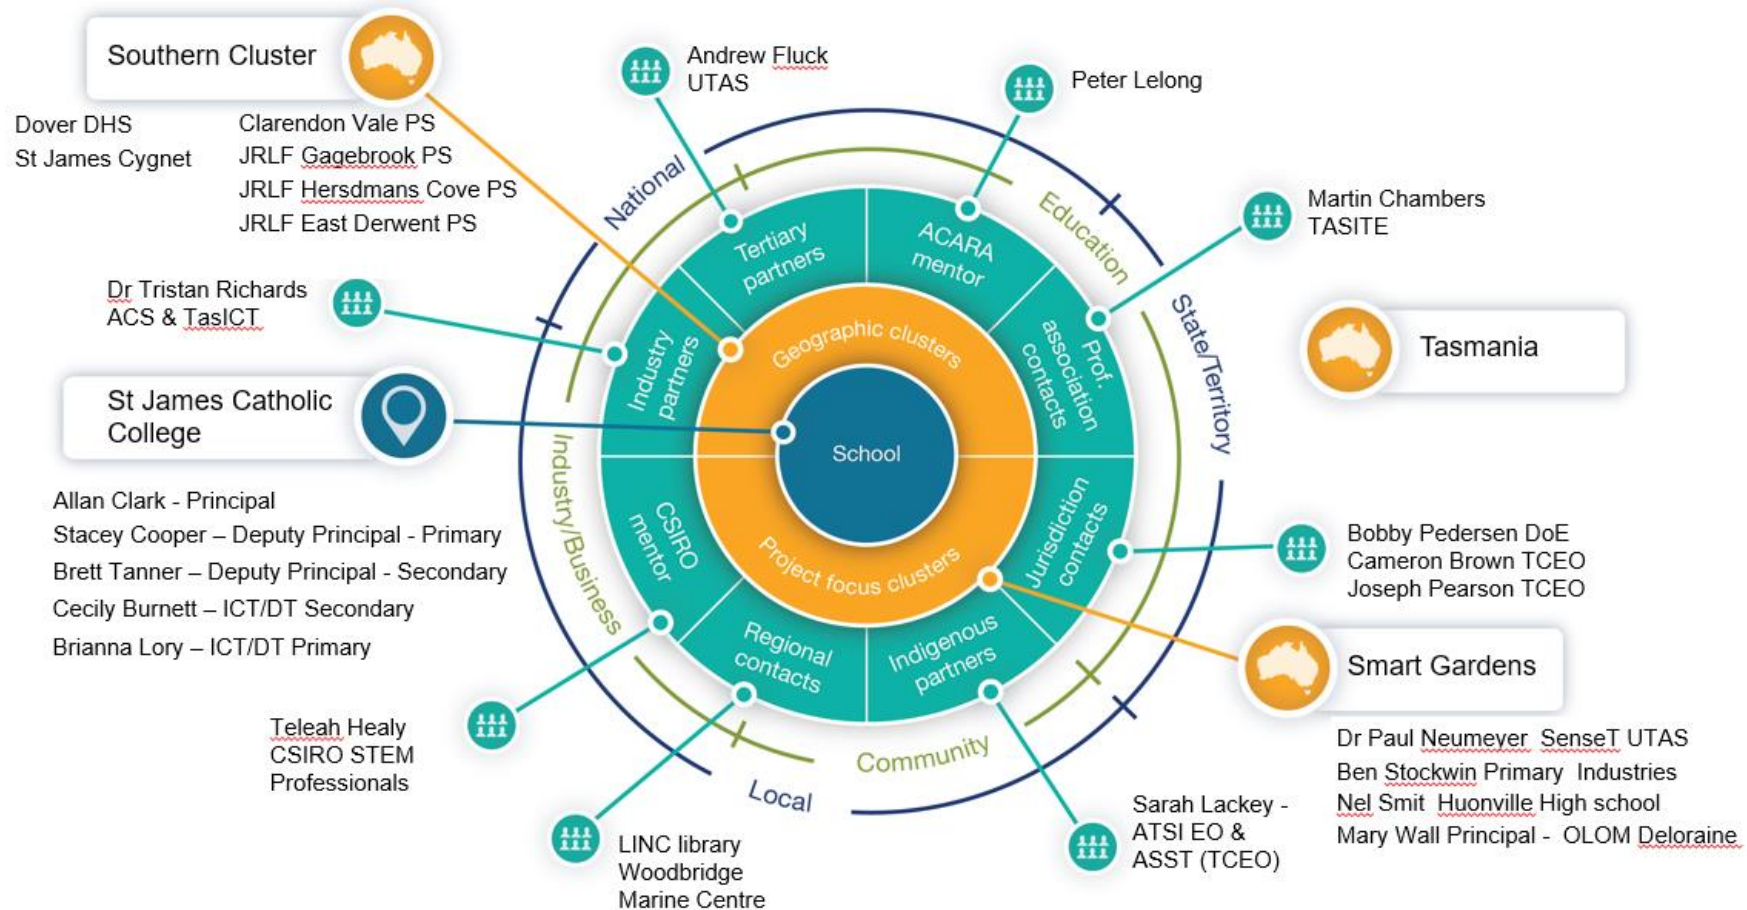 Southern Cluster
Dover DHS
St James Cygnet
Clarendon Vale PS
JRLF Gagebrook PS
JRLF Hersdmans Cove PS
JRLF East Derwent PS
Andrew Fluck
UTAS
Peter Lelong
Martin Chambers
TASITE
Tasmania
Dr Tristan Richards
ACS & TasICT
St James Catholic
College
Allan Clark - Principal
Stacey Cooper – Deputy Principal - Primary
Brett Tanner – Deputy Principal - Secondary
Cecily Burnett – ICT/DT Secondary
Brianna Lory – ICT/DT Primary
National
Education
State/Territory
Industry/Business
Community
Local
Tertiary
partners
ACARA
mentor
Prof.
association
contacts
Industry
partners
Geographic clusters
School
Project focus clusters
CSIRO
mentor
Jurisdiction
contacts
Regional
contacts
Indigenous
partners
Bobby Pedersen DoE
Cameron Brown TCEO
Joseph Pearson TCEO
Smart Gardens
Dr Paul Neumeyer SenseT UTAS
Ben Stockwin Primary Industries
Nel Smit Huonville High school
Mary Wall Principal - OLOM Deloraine
Teleah Healy
CSIRO STEM
Professionals
LINC library
Woodbridge
Marine Centre
Sarah Lackey -
ATSI EO &
ASST (TCEO)